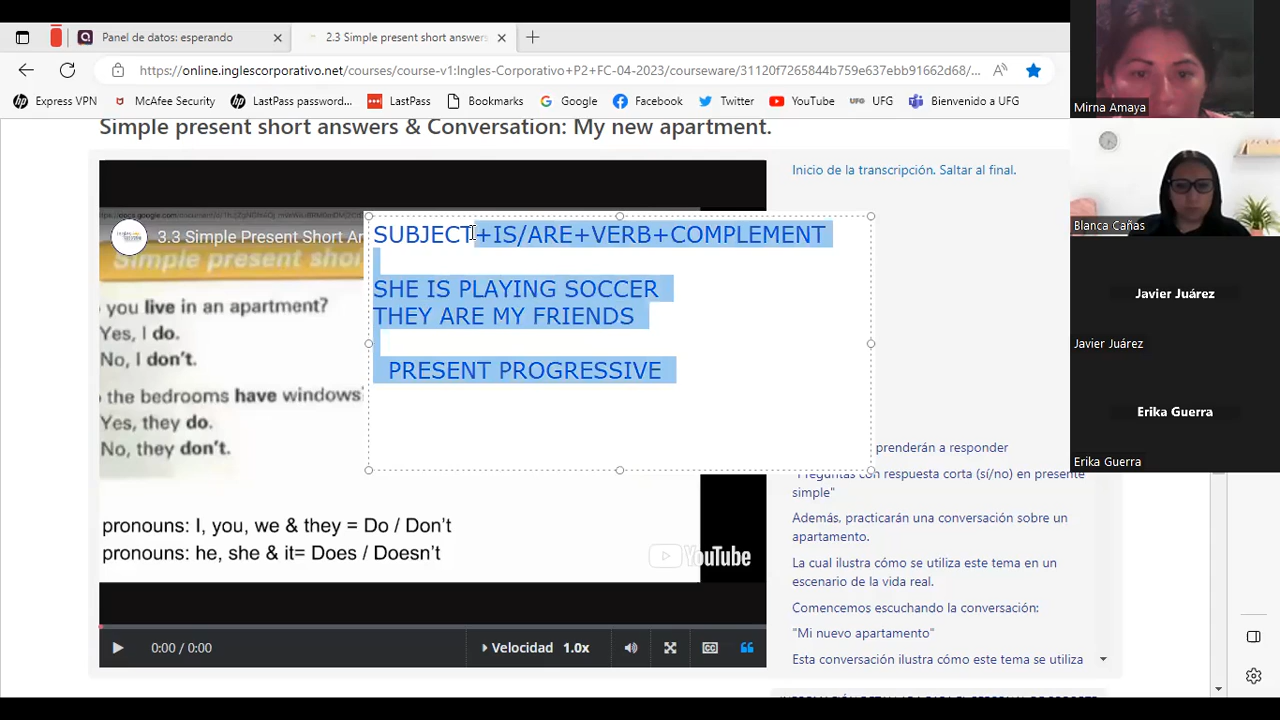 Panel de datos: esperando
2.3 Simple present short answers
https://online.inglescorporativo.net/courses/course-v1:Ingles-Corporativo+P2+FC-04-2023/courseware/31120f7265844b759e637ebb91662d68/...
Express VPN
McAfee Security
LastPass password...
LastPass
Bookmarks
Google
Facebook
Twitter
YouTube
UFG
Bienvenido a UFG
Simple present short answers & Conversation: My new apartment.
3.3 Simple Present Short An
Simple present shor
you live in an apartment?
Yes, I do.
No, I don't.
the bedrooms have windows
Yes, they do.
No, they don't.
pronouns: I, you, we & they = Do / Don't
pronouns: he, she & it= Does / Doesn't
YouTube
SUBJECT+IS/ARE+VERB+COMPLEMENT
SHE IS PLAYING SOCCER
THEY ARE MY FRIENDS
PRESENT PROGRESSIVE
0:00 / 0:00
Velocidad 1.0x
Inicio de la transcripción. Saltar al final.
prenderán a responder
"Preguntas con respuesta corta (sí/no) en presente
simple"
Además, practicarán una conversación sobre un
apartamento.
La cual ilustra cómo se utiliza este tema en un
escenario de la vida real.
Comencemos escuchando la conversación:
"Mi nuevo apartamento"
Esta conversación ilustra cómo este tema se utiliza
Mirna Amaya
Blanca Cañas
Javier Juárez
Javier Juárez
Erika Guerra
Erika Guerra